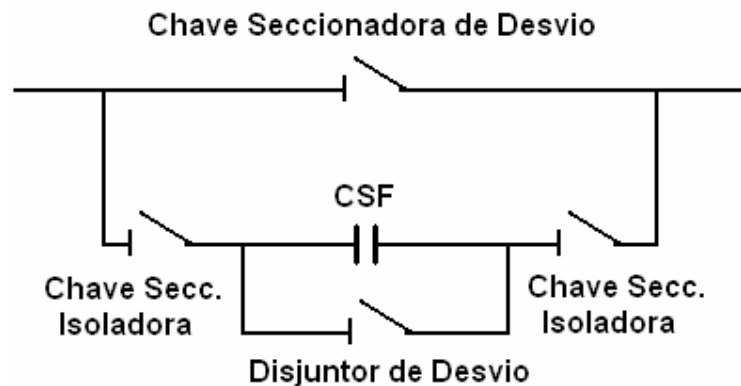 Chave Seccionadora de Desvio
CSF
Chave Secc.
Isoladora
Chave Secc.
Isoladora
Disjuntor de Desvio